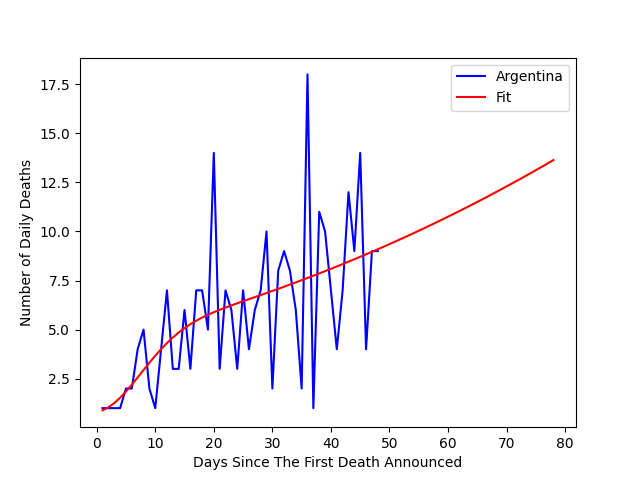 Argentina
Fit
17.5
15.0
12.5
10.0
7.5
5.0
2.5
Number of Daily Deaths
0 10 20 30 40 50 60 70 80
Days Since The First Death Announced